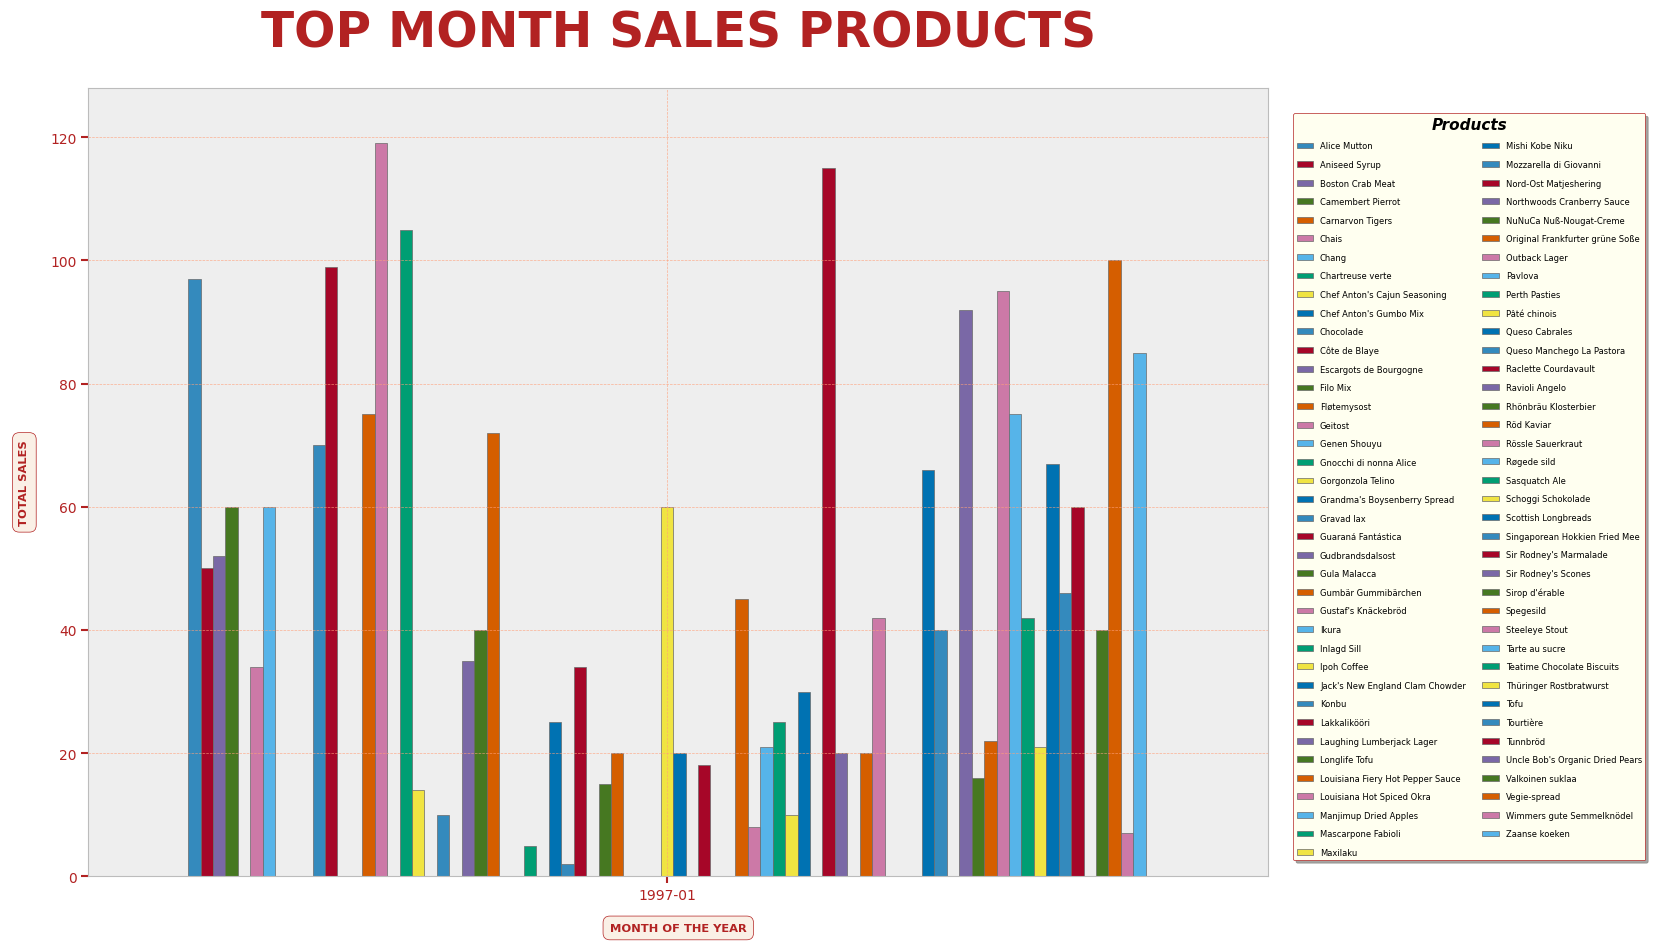 TOP MONTH SALES PRODUCTS
120
100
80
60
40
20
0
TOTAL SALES
1997-01
MONTH OF THE YEAR
Products
Alice Mutton
Aniseed Syrup
Boston Crab Meat
Camembert Pierrot
Carnarvon Tigers
Chais
Chang
Chartreuse verte
Chef Anton's Cajun Seasoning
Chef Anton's Gumbo Mix
Chocolade
Côte de Blaye
Escargots de Bourgogne
Filo Mix
Fløtemysost
Geitost
Genen Shouyu
Gnocchi di nonna Alice
Gorgonzola Telino
Grandma's Boysenberry Spread
Gravad lax
Guaraná Fantástica
Gudbrandsdalsost
Gula Malacca
Gumbär Gummibärchen
Gustaf's Knäckebröd
Ikura
Inlagd Sill
Ipoh Coffee
Jack's New England Clam Chowder
Konbu
Lakkalikööri
Laughing Lumberjack Lager
Longlife Tofu
Louisiana Fiery Hot Pepper Sauce
Louisiana Hot Spiced Okra
Manjimup Dried Apples
Mascarpone Fabioli
Maxilaku
Mishi Kobe Niku
Mozzarella di Giovanni
Nord-Ost Matjeshering
Northwoods Cranberry Sauce
NuNuCa Nuß-Nougat-Creme
Original Frankfurter grüne Soße
Outback Lager
Pavlova
Perth Pasties
Pâté chinois
Queso Cabrales
Queso Manchego La Pastora
Raclette Courdavault
Ravioli Angelo
Rhönbräu Klosterbier
Röd Kaviar
Rössle Sauerkraut
Røgede sild
Sasquatch Ale
Schoggi Schokolade
Scottish Longbreads
Singaporean Hokkien Fried Mee
Sir Rodney's Marmalade
Sir Rodney's Scones
Sirop d'érable
Spegesild
Steeleye Stout
Tarte au sucre
Teatime Chocolate Biscuits
Thüringer Rostbratwurst
Tofu
Tourtière
Tunnbröd
Uncle Bob's Organic Dried Pears
Valkoinen suklaa
Vegie-spread
Wimmers gute Semmelknödel
Zaanse koeken